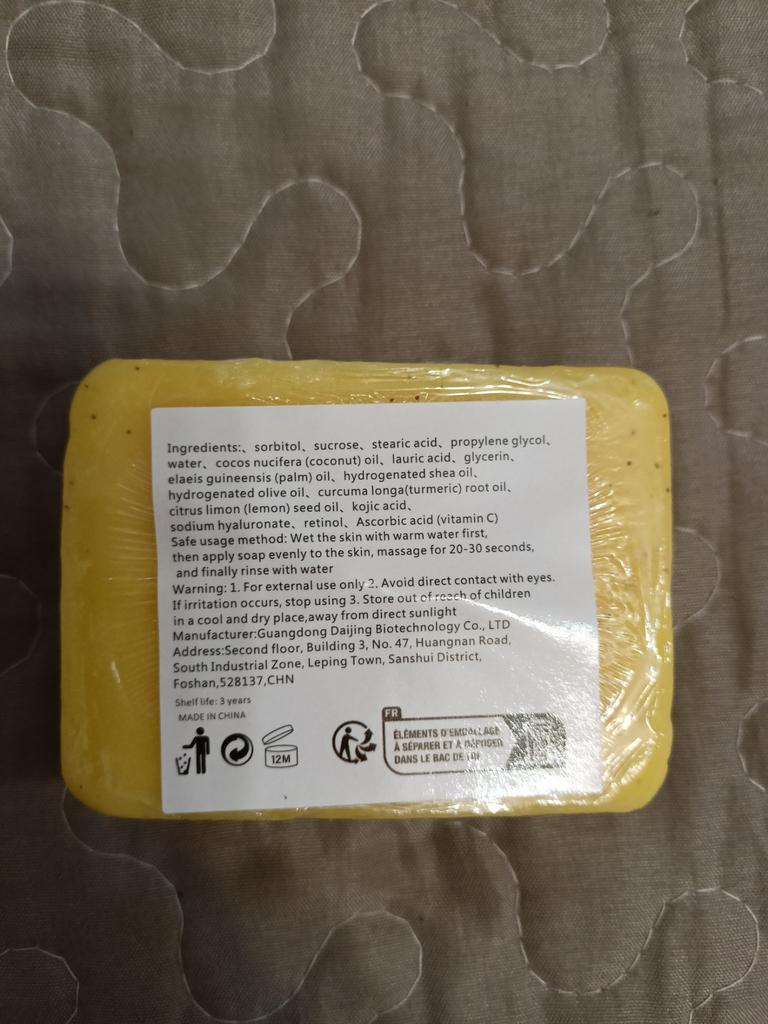 Ingredients:、sorbitol、sucrose、stearic acid、propylene glycol、
water、cocos nucifera (coconut) oil、lauric acid、glycerin、
elaeis guineensis (palm) oil、hydrogenated shea oil、
hydrogenated olive oil、curcuma longa(turmeric) root oil、
citrus limon (lemon) seed oil、kojic acid、
sodium hyaluronate、retinol、Ascorbic acid (vitamin C)
Safe usage method: Wet the skin with warm water first,
then apply soap evenly to the skin, massage for 20-30 seconds,
and finally rinse with water
Warning: 1. For external use only 2. Avoid direct contact with eyes.
If irritation occurs, stop using 3. Store out of reach of children
in a cool and dry place,away from direct sunlight
Manufacturer:Guangdong Daijing Biotechnology Co., LTD
Address:Second floor, Building 3, No. 47, Huangnan Road,
South Industrial Zone, Leping Town, Sanshui District,
Foshan,528137,CHN
Shelf life: 3 years
MADE IN CHINA
12M
FR
ÉLÉMENTS D'EMBALLAGE
À SÉPARER ET À DÉPOSER
DANS LE BAC DE TRI